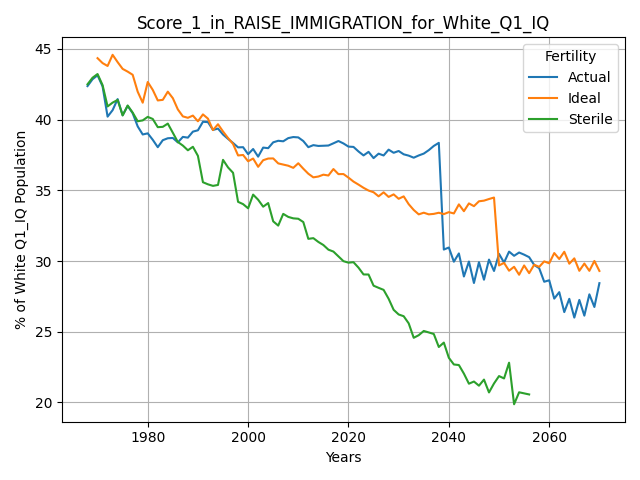 Score_1_in_RAISE_IMMIGRATION_for_White_Q1_IQ
% of White Q1_IQ Population
45
40
35
30
25
20
Fertility
Actual
Ideal
Sterile
1980
2000
2020
2040
2060
Years